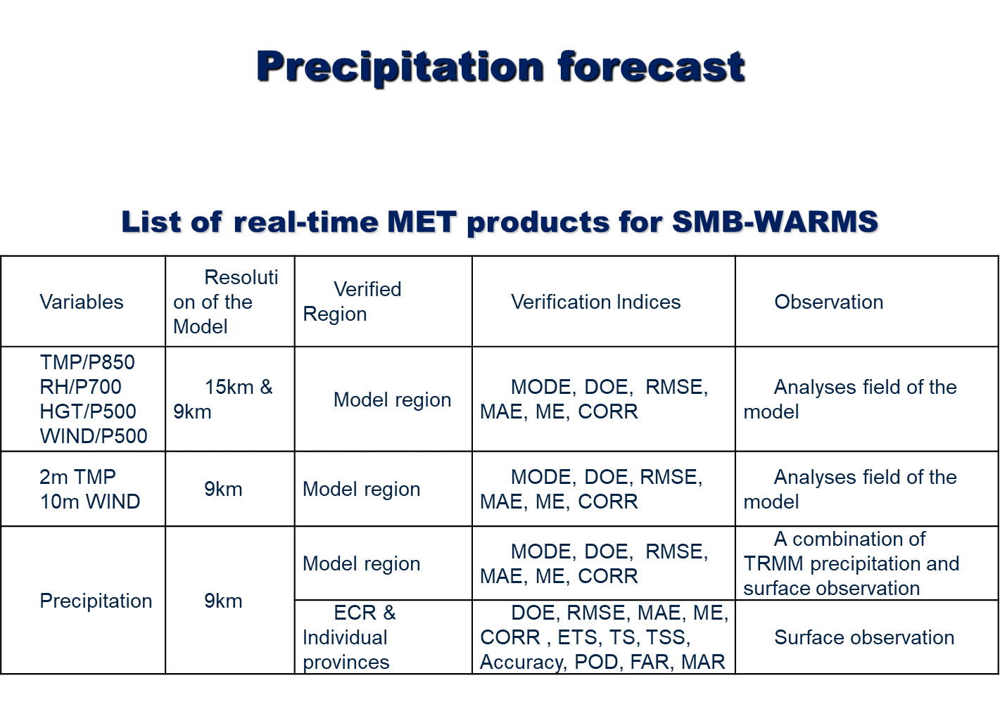 Precipitation forecast
List of real-time MET products for SMB-WARMS
Variables
Resoluti
on of the
Model
Verified
Region
Verification Indices
Observation
TMP/P850
RH/P700
HGT/P500
WIND/P500
15km &
9km
Model region
MODE, DOE, RMSE,
MAE, ME, CORR
Analyses field of the
model
2m TMP
10m WIND
9km
Model region
MODE, DOE, RMSE,
MAE, ME, CORR
Analyses field of the
model
Precipitation
9km
Model region
MODE, DOE, RMSE,
MAE, ME, CORR
A combination of
TRMM precipitation and
surface observation
ECR &
Individual
provinces
DOE, RMSE, MAE, ME,
CORR , ETS, TS, TSS,
Accuracy, POD, FAR, MAR
Surface observation